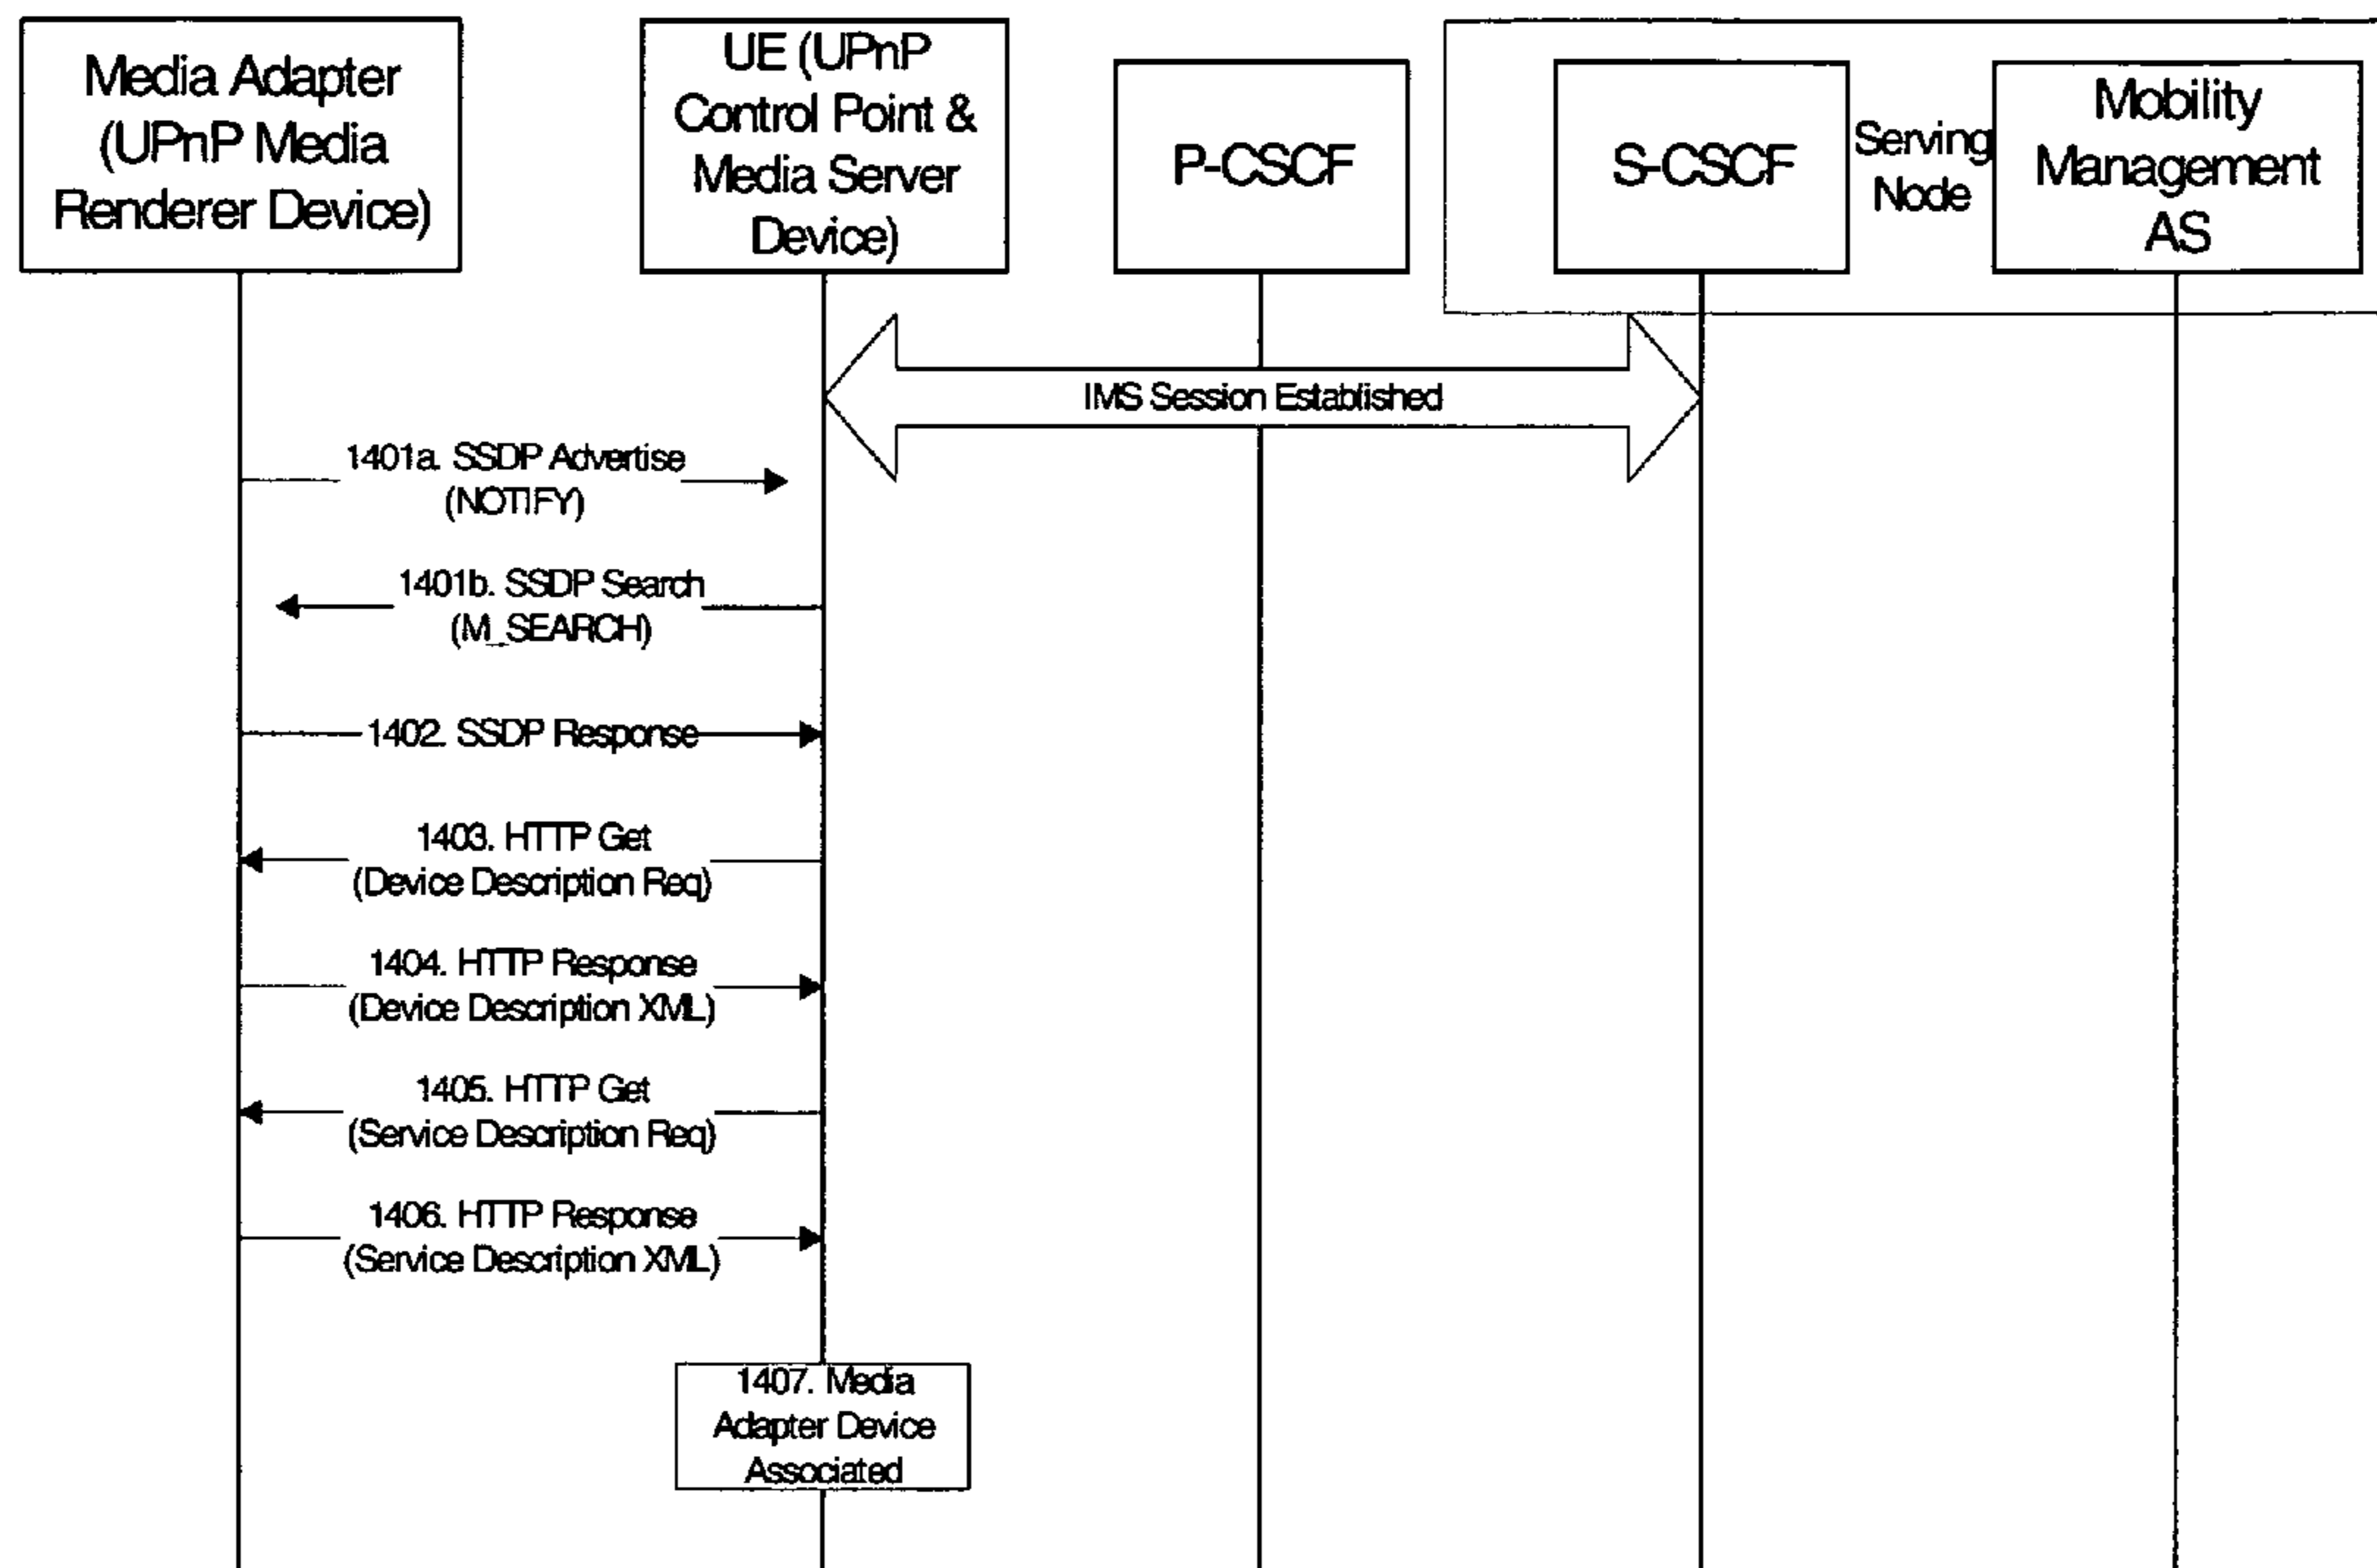 Media Adapter
(UPnP Media
Renderer Device)
UE (UPnP
Control Point &
Media Server
Device)
P-CSCF
S-CSCF
Serving
Node
Mobility
Management
AS
IMS Session Established
1401a. SSDP Advertise
(NOTIFY)
1401b. SSDP Search
(M_SEARCH)
1402. SSDP Response
1403. HTTP Get
(Device Description Req)
1404. HTTP Response
(Device Description XML)
1405. HTTP Get
(Service Description Req)
1406. HTTP Response
(Service Description XML)
1407. Media
Adapter Device
Associated